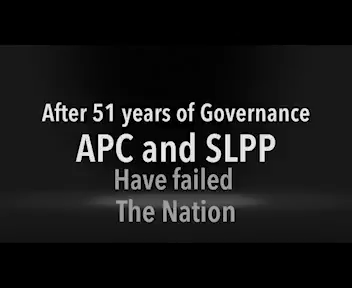 After 51 years of Governance
APC and SLPP
Have failed
The Nation